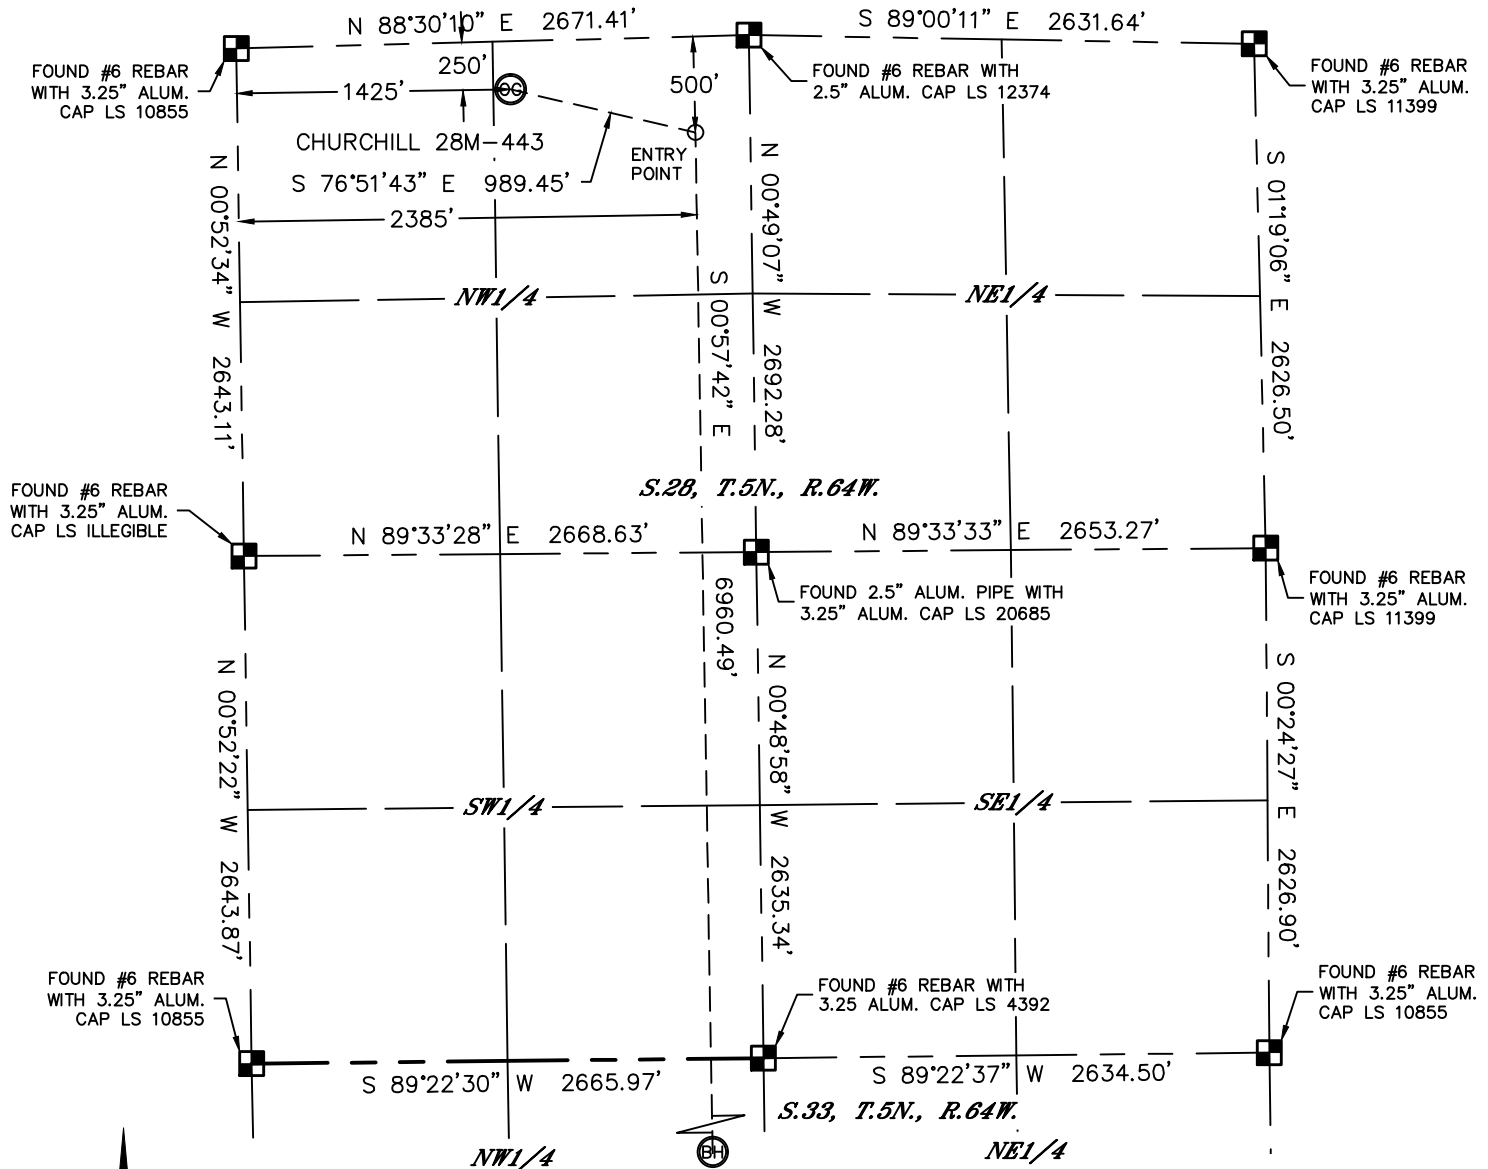 N 88°30'10" E 2671.41'
S 89°00'11" E 2631.64'
FOUND #6 REBAR
WITH 3.25" ALUM.
CAP LS 10855
250'
1425'
OG
500'
FOUND #6 REBAR WITH
2.5" ALUM. CAP LS 12374
FOUND #6 REBAR
WITH 3.25" ALUM.
CAP LS 11399
CHURCHILL 28M-443
ENTRY
POINT
S 76°51'43" E 989.45'
2385'
N 00°52'34" W 2643.11'
S 00°57'42" E 6960.49'
N 00°49'07" W 2692.28'
S 01°19'06" E 2626.50'
NW1/4
NE1/4
S.28, T.5N., R.64W.
FOUND #6 REBAR
WITH 3.25" ALUM.
CAP LS ILLEGIBLE
N 89°33'28" E 2668.63'
N 89°33'33" E 2653.27'
FOUND 2.5" ALUM. PIPE WITH
3.25" ALUM. CAP LS 20685
FOUND #6 REBAR
WITH 3.25" ALUM.
CAP LS 11399
N 00°52'22" W 2643.87'
N 00°48'58" W 2635.34'
S 00°24'27" E 2626.90'
SW1/4
SE1/4
FOUND #6 REBAR
WITH 3.25" ALUM.
CAP LS 10855
FOUND #6 REBAR WITH
3.25 ALUM. CAP LS 4392
FOUND #6 REBAR
WITH 3.25" ALUM.
CAP LS 10855
S 89°22'30" W 2665.97'
S 89°22'37" W 2634.50'
S.33, T.5N., R.64W.
BH
NW1/4
NE1/4